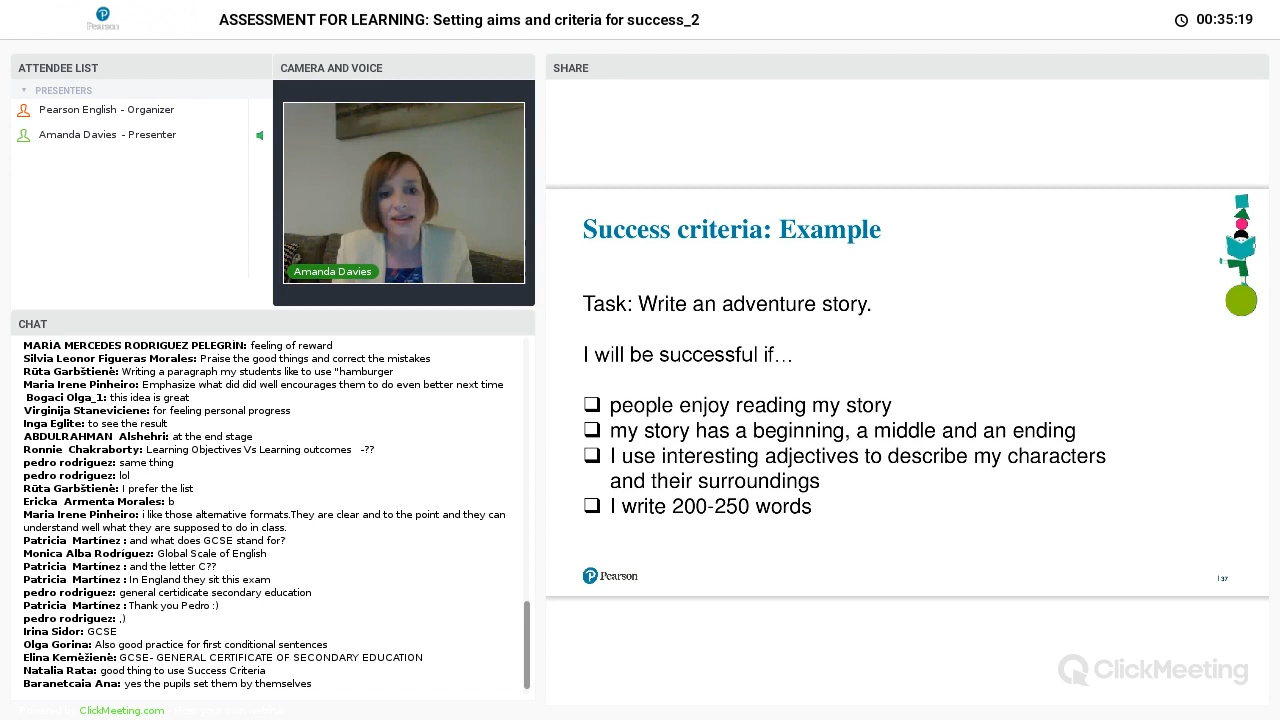 Pearson
ASSESSMENT FOR LEARNING: Setting aims and criteria for success_2
00:35:19
ATTENDEE LIST
PRESENTERS
Pearson English - Organizer
Amanda Davies - Presenter
CAMERA AND VOICE
Amanda Davies
CHAT
MARÍA MERCEDES RODRIGUEZ PELEGRÍN: feeling of reward
Silvia Leonor Figueras Morales: Praise the good things and correct the mistakes
Rūta Garbštienė: Writing a paragraph my students like to use "hamburger
Maria Irene Pinheiro: Emphasize what did did well encourages them to do even better next time
Bogaci Olga_1: this idea is great
Virginija Staneviciene: for feeling personal progress
Inga Eglite: to see the result
ABDULRAHMAN Alshehri: at the end stage
Ronnie Chakraborty: Learning Objectives Vs Learning outcomes -??
pedro rodriguez: same thing
pedro rodriguez: lol
Rūta Garbštienė: I prefer the list
Ericka Armenta Morales: b
Maria Irene Pinheiro: i like those alternative formats.They are clear and to the point and they can
understand well what they are supposed to do in class.
Patricia Martínez : and what does GCSE stand for?
Monica Alba Rodríguez: Global Scale of English
Patricia Martínez : and the letter C??
Patricia Martínez : In England they sit this exam
pedro rodriguez: general certidicate secondary education
Patricia Martínez : Thank you Pedro :)
pedro rodriguez: ,)
Irina Sidor: GCSE
Olga Gorina: Also good practice for first conditional sentences
Elina Kemėžienė: GCSE- GENERAL CERTIFICATE OF SECONDARY EDUCATION
Natalia Rata: good thing to use Success Criteria
Baranetcaia Ana: yes the pupils set them by themselves
ClickMeeting.com
SHARE
Success criteria: Example
Task: Write an adventure story.
I will be successful if…
people enjoy reading my story
my story has a beginning, a middle and an ending
I use interesting adjectives to describe my characters
and their surroundings
I write 200-250 words
Pearson
37
ClickMeeting